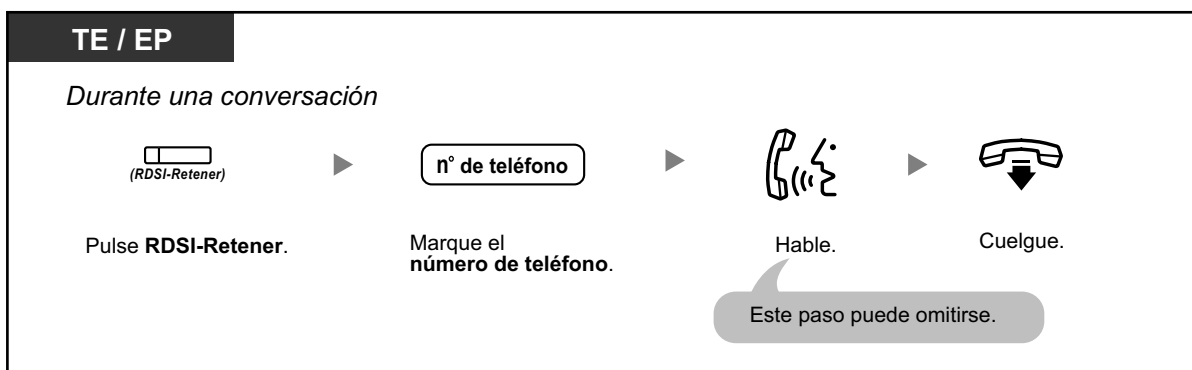 TE / EP
Durante una conversación
(RDSI-Retener)
n° de teléfono
Pulse RDSI-Retener.
Marque el
número de teléfono.
Hable.
Cuelgue.
Este paso puede omitirse.